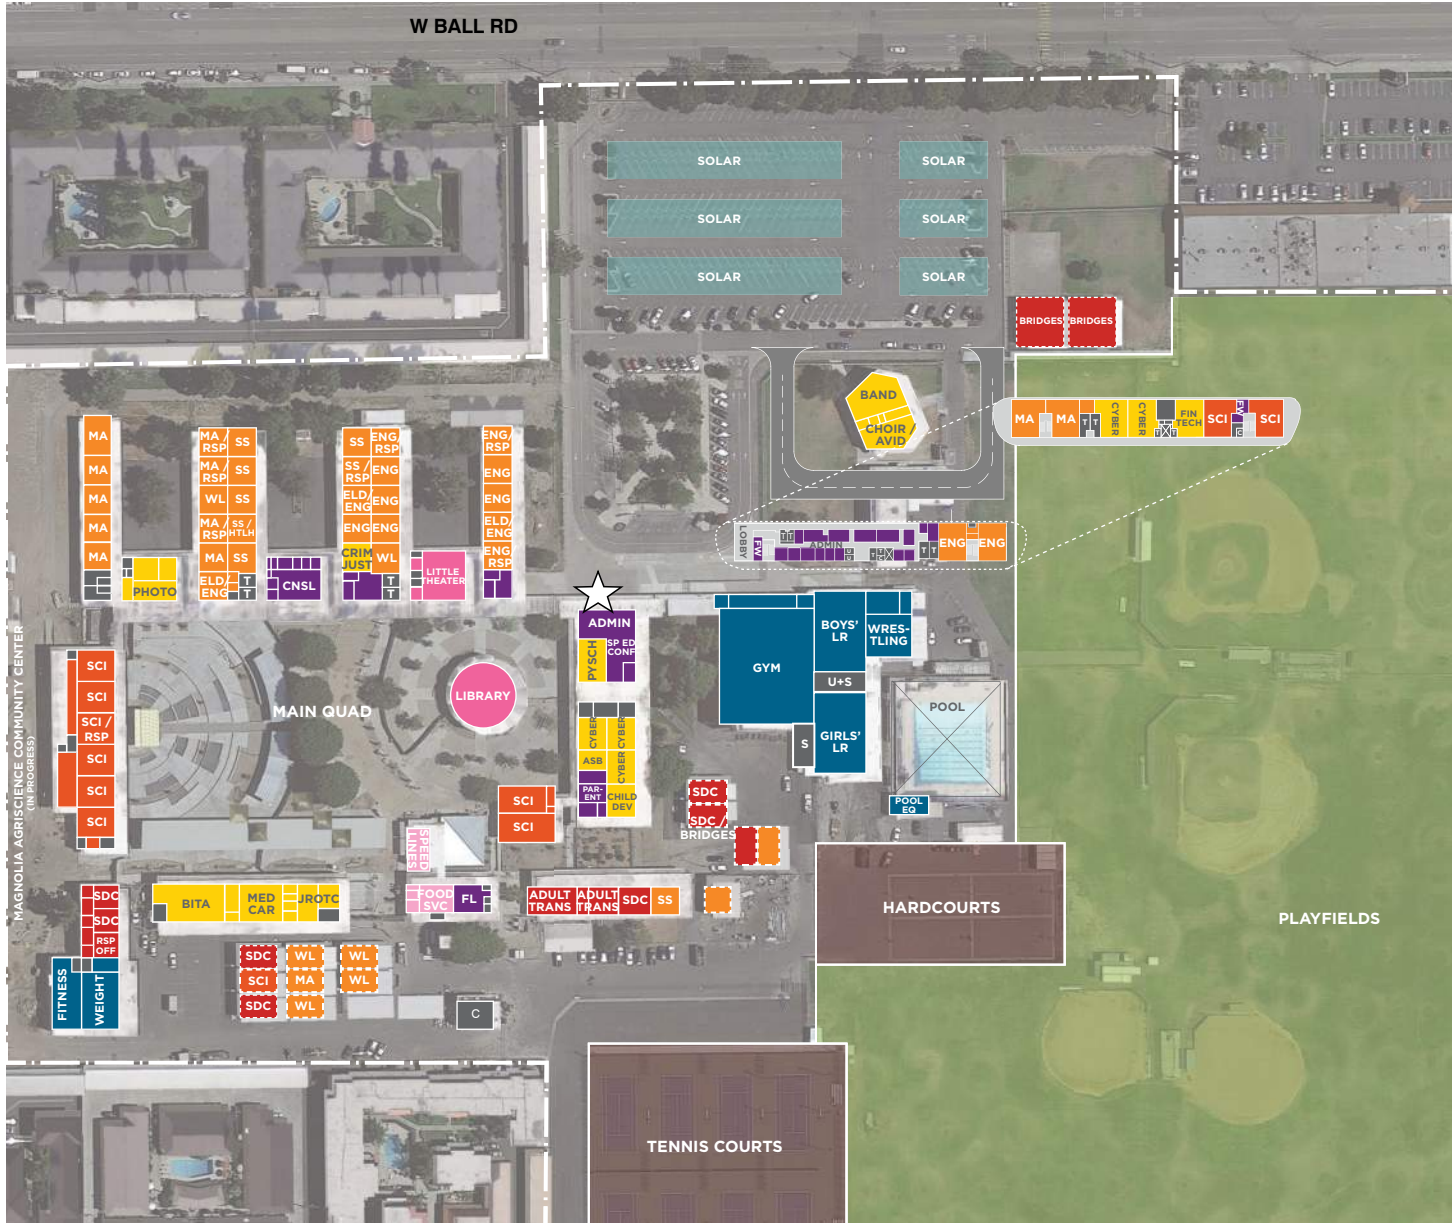 W BALL RD
SOLAR
SOLAR
SOLAR
SOLAR
SOLAR
SOLAR
BRIDGES
BRIDGES
BAND
CHOIR /
AVID
MA
MA
T
T
CYBER
CYBER
T
T
FIN
TECH
SCI
FW
SCI
MA
MA
MA
MA
MA
MA /
RSP
SS
MA /
RSP
SS
WL
SS
MA /
RSP
SS /
HTLH
MA
SS
ELD/
ENG
T
T
PHOTO
CNSL
SS
ENG/
RSP
SS /
RSP
ENG
ELD/
ENG
ENG
ENG
ENG
CRIM
JUST
WL
T
T
LITTLE
THEATER
ENG/
RSP
ENG
ENG
ELD/
ENG
ENG/
RSP
LOBBY
FW
T
T
ADMIN
T
T
ENG
ENG
ADMIN
PYSCH
SP ED
CONF
CYBER
CYBER
ASB
CYBER
PAR-
ENT
CHILD
DEV
GYM
BOYS'
LR
WRES-
TLING
U+S
S
GIRLS'
LR
POOL
POOL
EQ
LIBRARY
MAIN QUAD
MAGNOLIA AGRISCIENCE COMMUNITY CENTER
(IN PROGRESS)
SCI
SCI
SCI /
RSP
SCI
SCI
SCI
SCI
SCI
SDC
SDC /
BRIDGES
SPEED
LINES
FOOD
SVC
FL
ADULT
TRANS
ADULT
TRANS
SDC
SS
BITA
MED
CAR
JROTC
SDC
SDC
RSP
OFF
FITNESS
WEIGHT
SDC
WL
WL
SCI
MA
WL
SDC
WL
C
HARDCOURTS
PLAYFIELDS
TENNIS COURTS